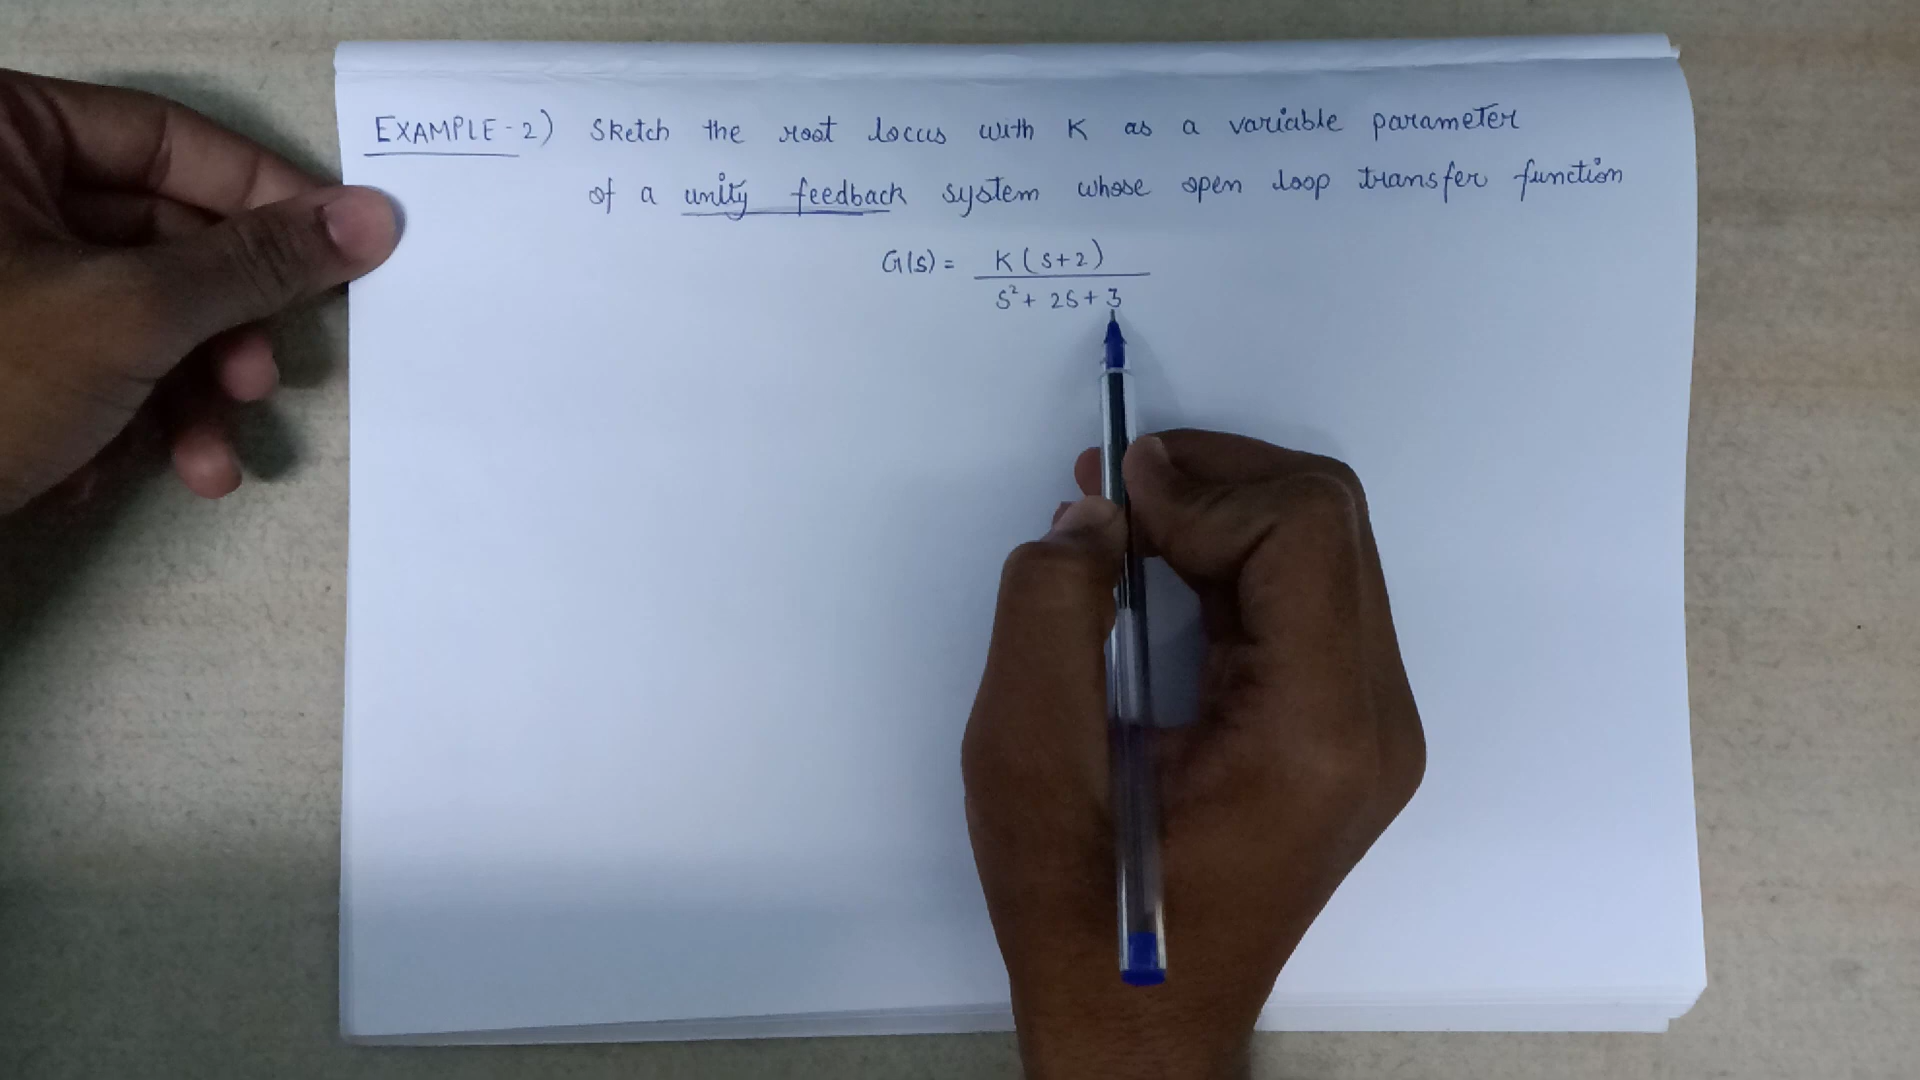 EXAMPLE-2) Sketch the root locus with K as a variable parameter
of a unity feedback system whose open loop transfer function
G(s) = K(s+2)
s²+ 2s+3